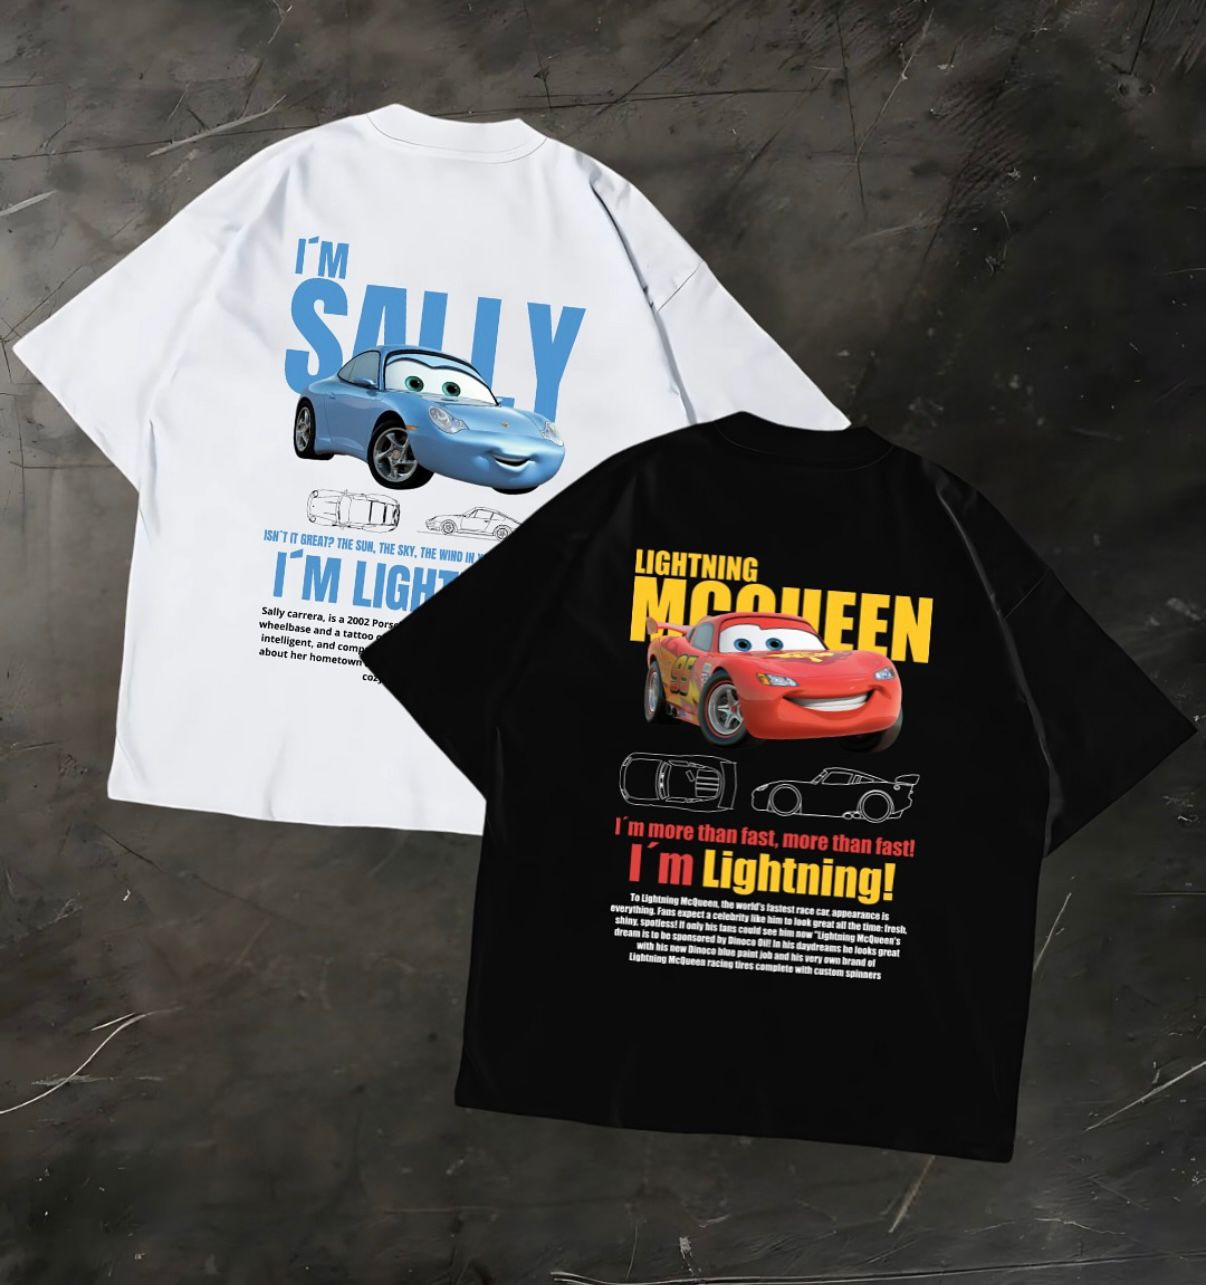 I´M
SALLY
ISN´T IT GREAT? THE SUN, THE SKY, THE WIND IN
I´M LIGHT
Sally carrera, is a 2002 Porsc
wheelbase and a tattoo
intelligent, and comp
about her hometown
LIGHTNING
MCQUEEN
95
I´m more than fast, more than fast!
I´m Lightning!
To Lightning McQueen, the world's fastest race car, appearance is
everything. Fans expect a celebrity like him to look great all the time: fresh,
shiny, spotless! If only his fans could see him now "Lightning McQueen's
dream is to be sponsored by Dinoco Oil! In his daydreams he looks great
with his new Dinoco blue paint job and his very own brand of
Lightning McQueen racing tires complete with custom spinners